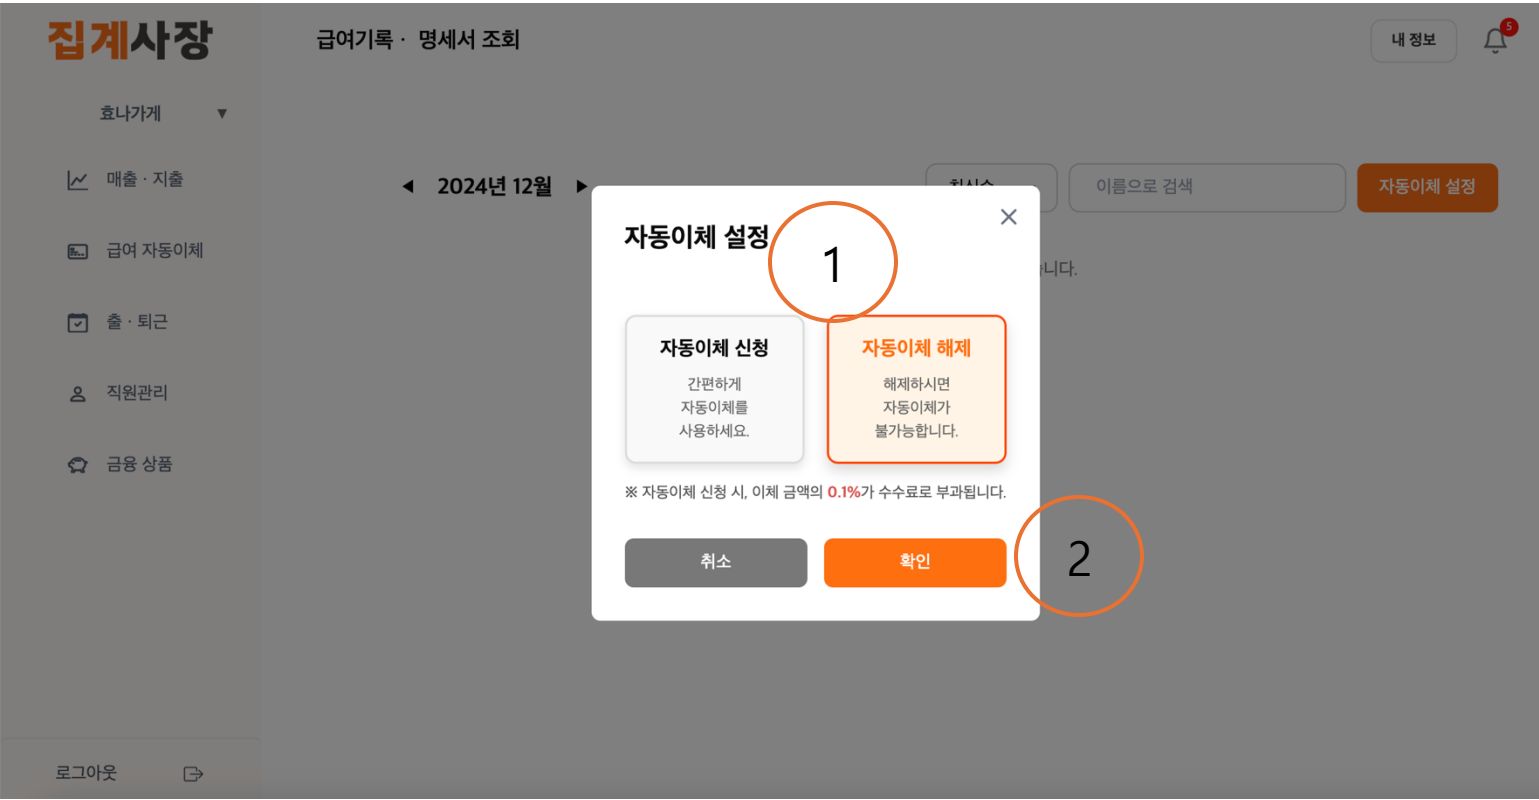 집계사장
급여기록 · 명세서 조회
내 정보
5
효나가게 ▼
매출 · 지출
급여 자동이체
출 · 퇴근
직원관리
금융 상품
로그아웃
◀ 2024년 12월 ▶
이름으로 검색
자동이체 설정
니다.
자동이체 설정
1
자동이체 신청
간편하게
자동이체를
사용하세요.
자동이체 해제
해제하시면
자동이체가
불가능합니다.
※ 자동이체 신청 시, 이체 금액의 0.1%가 수수료로 부과됩니다.
취소
확인
2